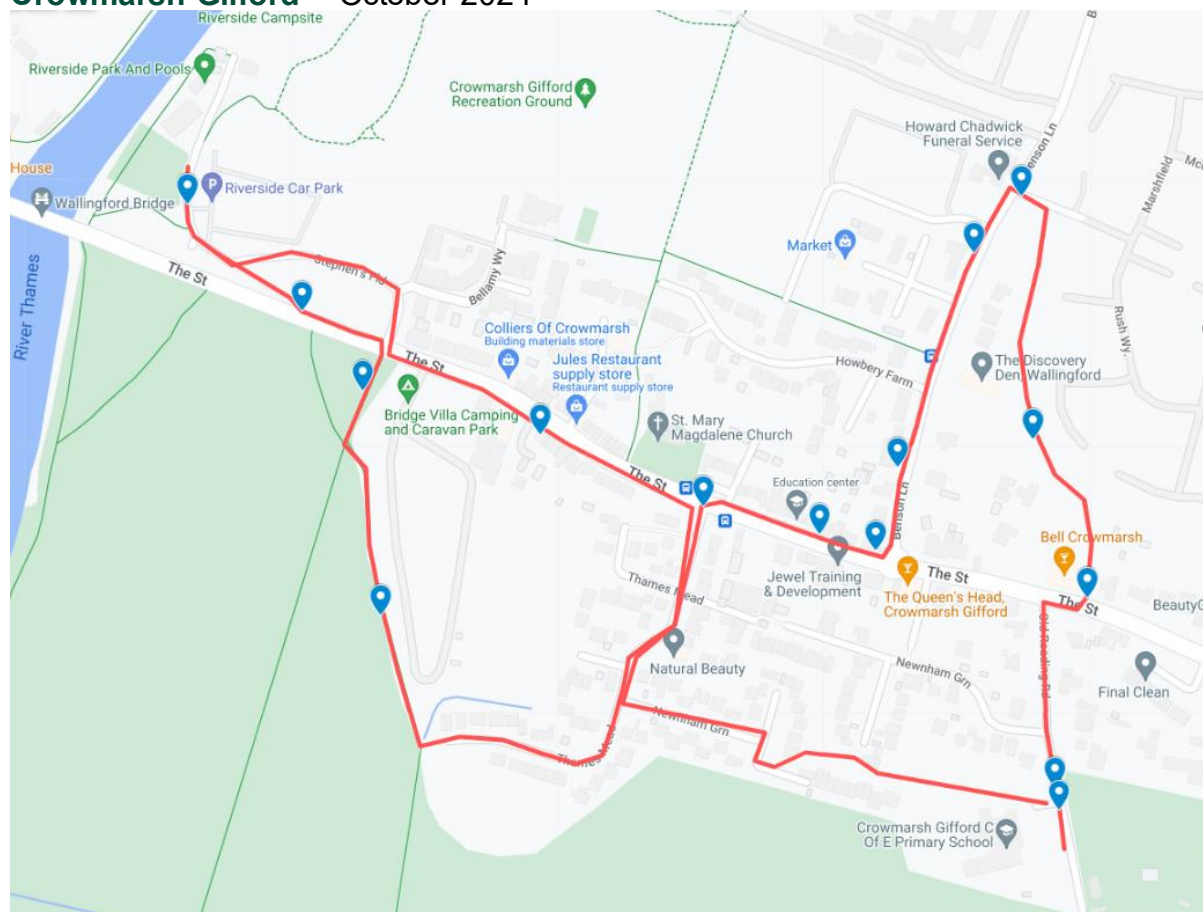 Crowmarsh Gifford
Riverside Campsite
Riverside Park And Pools
Crowmarsh Gifford
Recreation Ground
Howard Chadwick
Funeral Service
Benson Ln
Marshfield
House
Wallingford Bridge
P
Riverside Car Park
The St
River Thames
Stephen's Fld
Bellamy Wy
Market
Colliers Of Crowmarsh
Building materials store
Jules Restaurant
supply store
Restaurant supply store
The St
Bridge Villa Camping
and Caravan Park
Howbery Farm
The Discovery
Den, Wallingford
Rush Wy.
St. Mary
Magdalene Church
The St
Education center
Benson Ln
Bell Crowmarsh
Jewel Training
& Development
The Queen's Head,
Crowmarsh Gifford
The St
The St
Thames Mead
Old Reading Rd
Natural Beauty
Newnham Grn
Final Clean
Newnham Grn
Thames Mead
Crowmarsh Gifford C
Of E Primary School